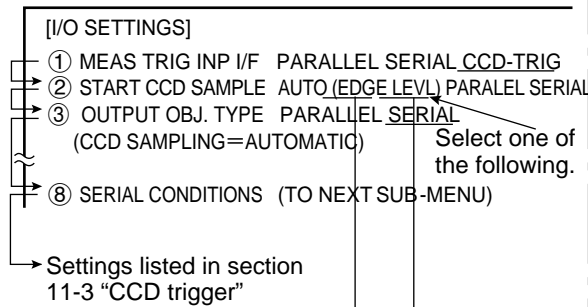 [I/O SETTINGS]
① MEAS TRIG INP I/F PARALLEL SERIAL CCD-TRIG
② START CCD SAMPLE AUTO (EDGE LEVL) PARALEL SERIAL
③ OUTPUT OBJ. TYPE PARALLEL SERIAL
(CCD SAMPLING=AUTOMATIC)
Select one of
the following.
⑧ SERIAL CONDITIONS (TO NEXT SUB-MENU)
Settings listed in section
11-3 “CCD trigger”